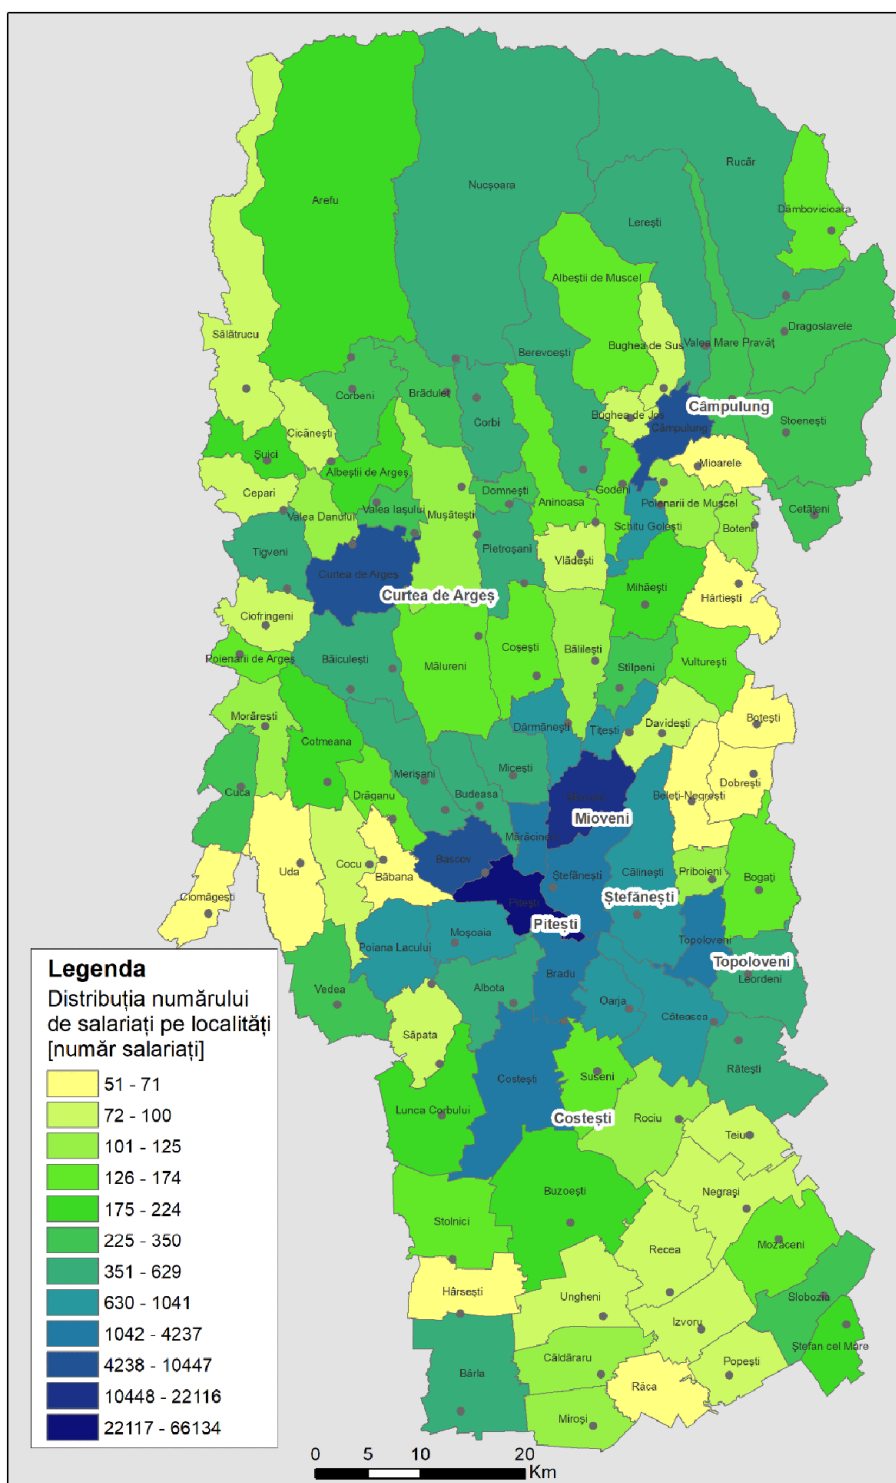 Rucăr
Nucșoara
Arefu
Dâmbovicioara
Lerești
Albeștii de Muscel
Dragoslavele
Sălătrucu
Bughea de Sus
Valea Mare Pravăț
Berevoești
Corbeni
Brăduleț
Corbi
Câmpulung
Bughea de Jos
Câmpulung
Stoenești
Cicănești
Șuici
Albeștii de Argeș
Mioarele
Cepari
Domnești
Aninoasa
Godeni
Poienarii de Muscel
Cetățeni
Valea Danului
Valea Iașului
Mușătești
Schitu Golești
Boteni
Tigveni
Pietroșani
Vlădești
Curtea de Argeș
Curtea de Argeș
Mihăești
Hârtiești
Ciofringeni
Poienarii de Argeș
Băiculești
Mălureni
Coșești
Bălilești
Stîlpeni
Vulturești
Morărești
Cotmeana
Dârmănești
Țițești
Davidești
Botești
Merișani
Micești
Dobrești
Cuca
Drăganu
Budeasa
Beleți-Negrești
Mioveni
Mărăcineni
Uda
Cocu
Băbana
Bascov
Ștefănești
Călinești
Priboieni
Bogați
Ciomăgești
Pitești
Ștefănești
Pitești
Poiana Lacului
Moșoaia
Topoloveni
Topoloveni
Leordeni
Vedea
Albota
Bradu
Oarja
Căteasca
Săpata
Costești
Suseni
Rătești
Lunca Corbului
Costești
Rociu
Teiu
Buzoești
Negrași
Stolnici
Recea
Mozăceni
Hârsești
Ungheni
Slobozia
Izvoru
Ștefan cel Mare
Bârla
Căldăraru
Popești
Râca
Miroși
Legenda
Distribuția numărului
de salariați pe localități
[număr salariați]
51 - 71
72 - 100
101 - 125
126 - 174
175 - 224
225 - 350
351 - 629
630 - 1041
1042 - 4237
4238 - 10447
10448 - 22116
22117 - 66134
0 5 10 20
Km